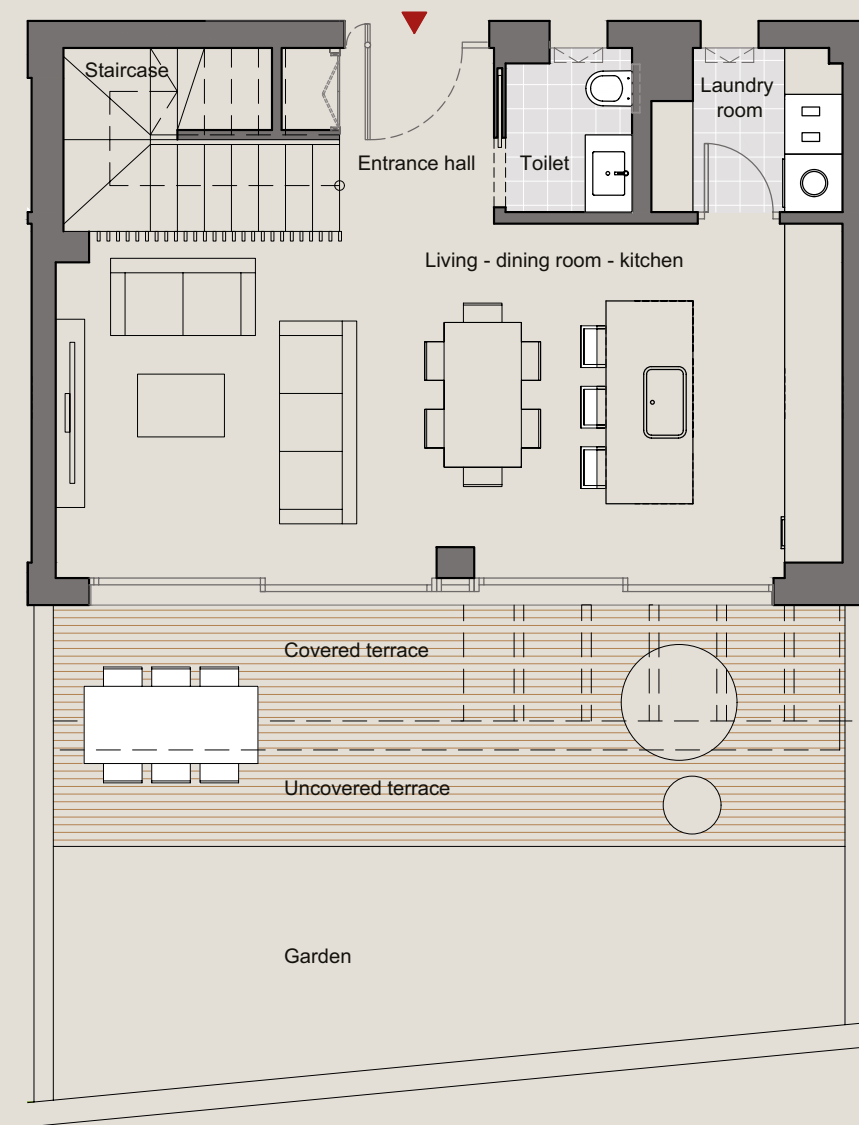 Staircase
Laundry
room
Entrance hall
Toilet
Living - dining room - kitchen
Covered terrace
Uncovered terrace
Garden